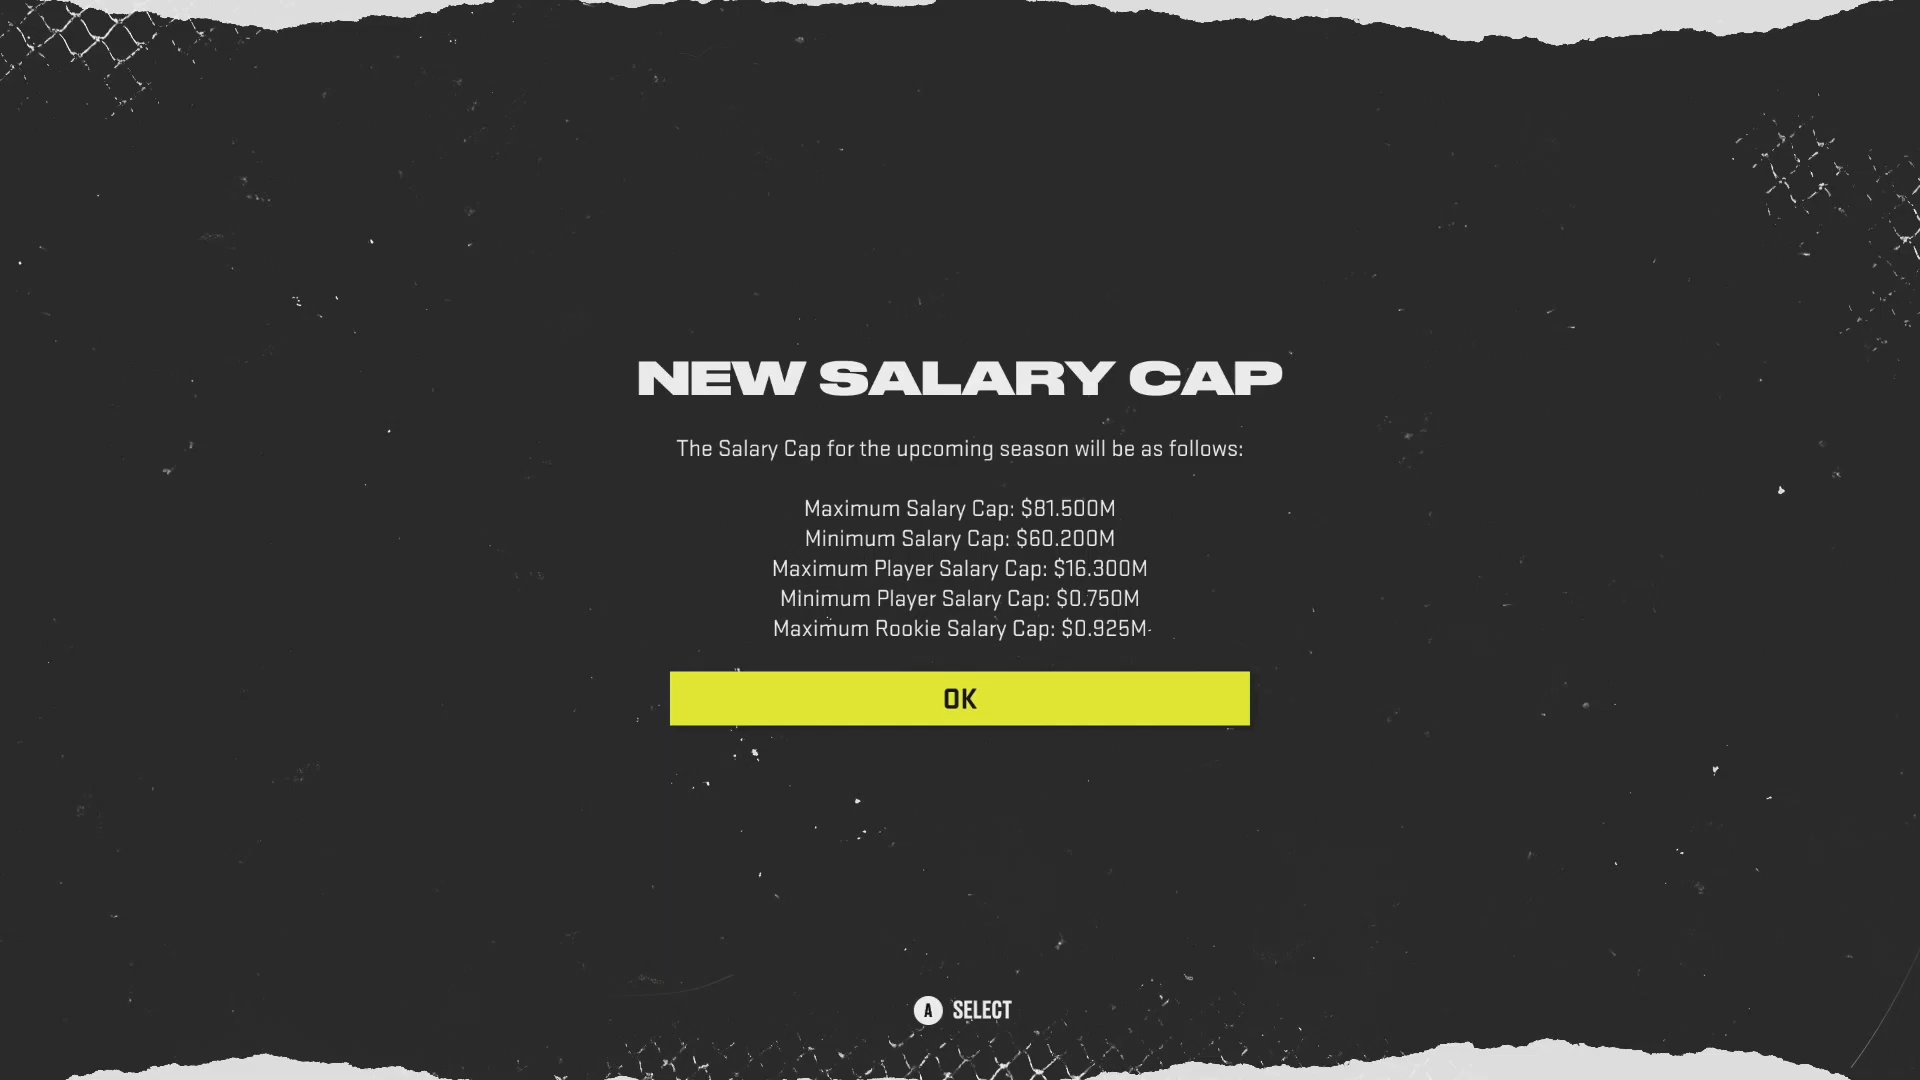 NEW SALARY CAP
The Salary Cap for the upcoming season will be as follows:
Maximum Salary Cap: $81.500M
Minimum Salary Cap: $60.200M
Maximum Player Salary Cap: $16.300M
Minimum Player Salary Cap: $0.750M
Maximum Rookie Salary Cap: $0.925M
OK
A SELECT